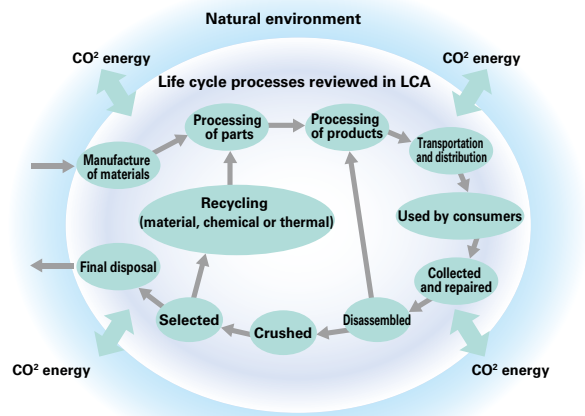 Natural environment
CO² energy
CO² energy
Life cycle processes reviewed in LCA
Processing
of parts
Processing
of products
Manufacture
of materials
Transportation
and distribution
Recycling
(material, chemical or thermal)
Used by consumers
Final disposal
Collected
and repaired
Selected
Crushed
Disassembled
CO² energy
CO² energy